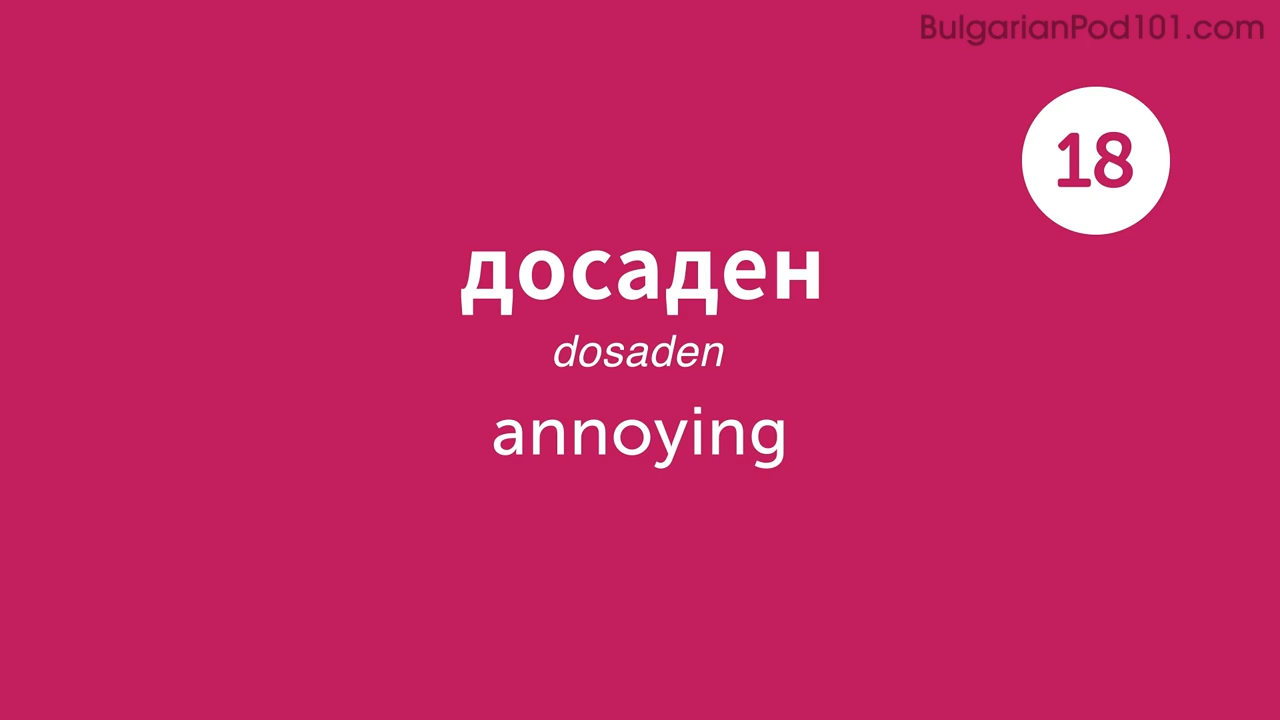 BulgarianPod101.com
18
досаден
dosaden
annoying